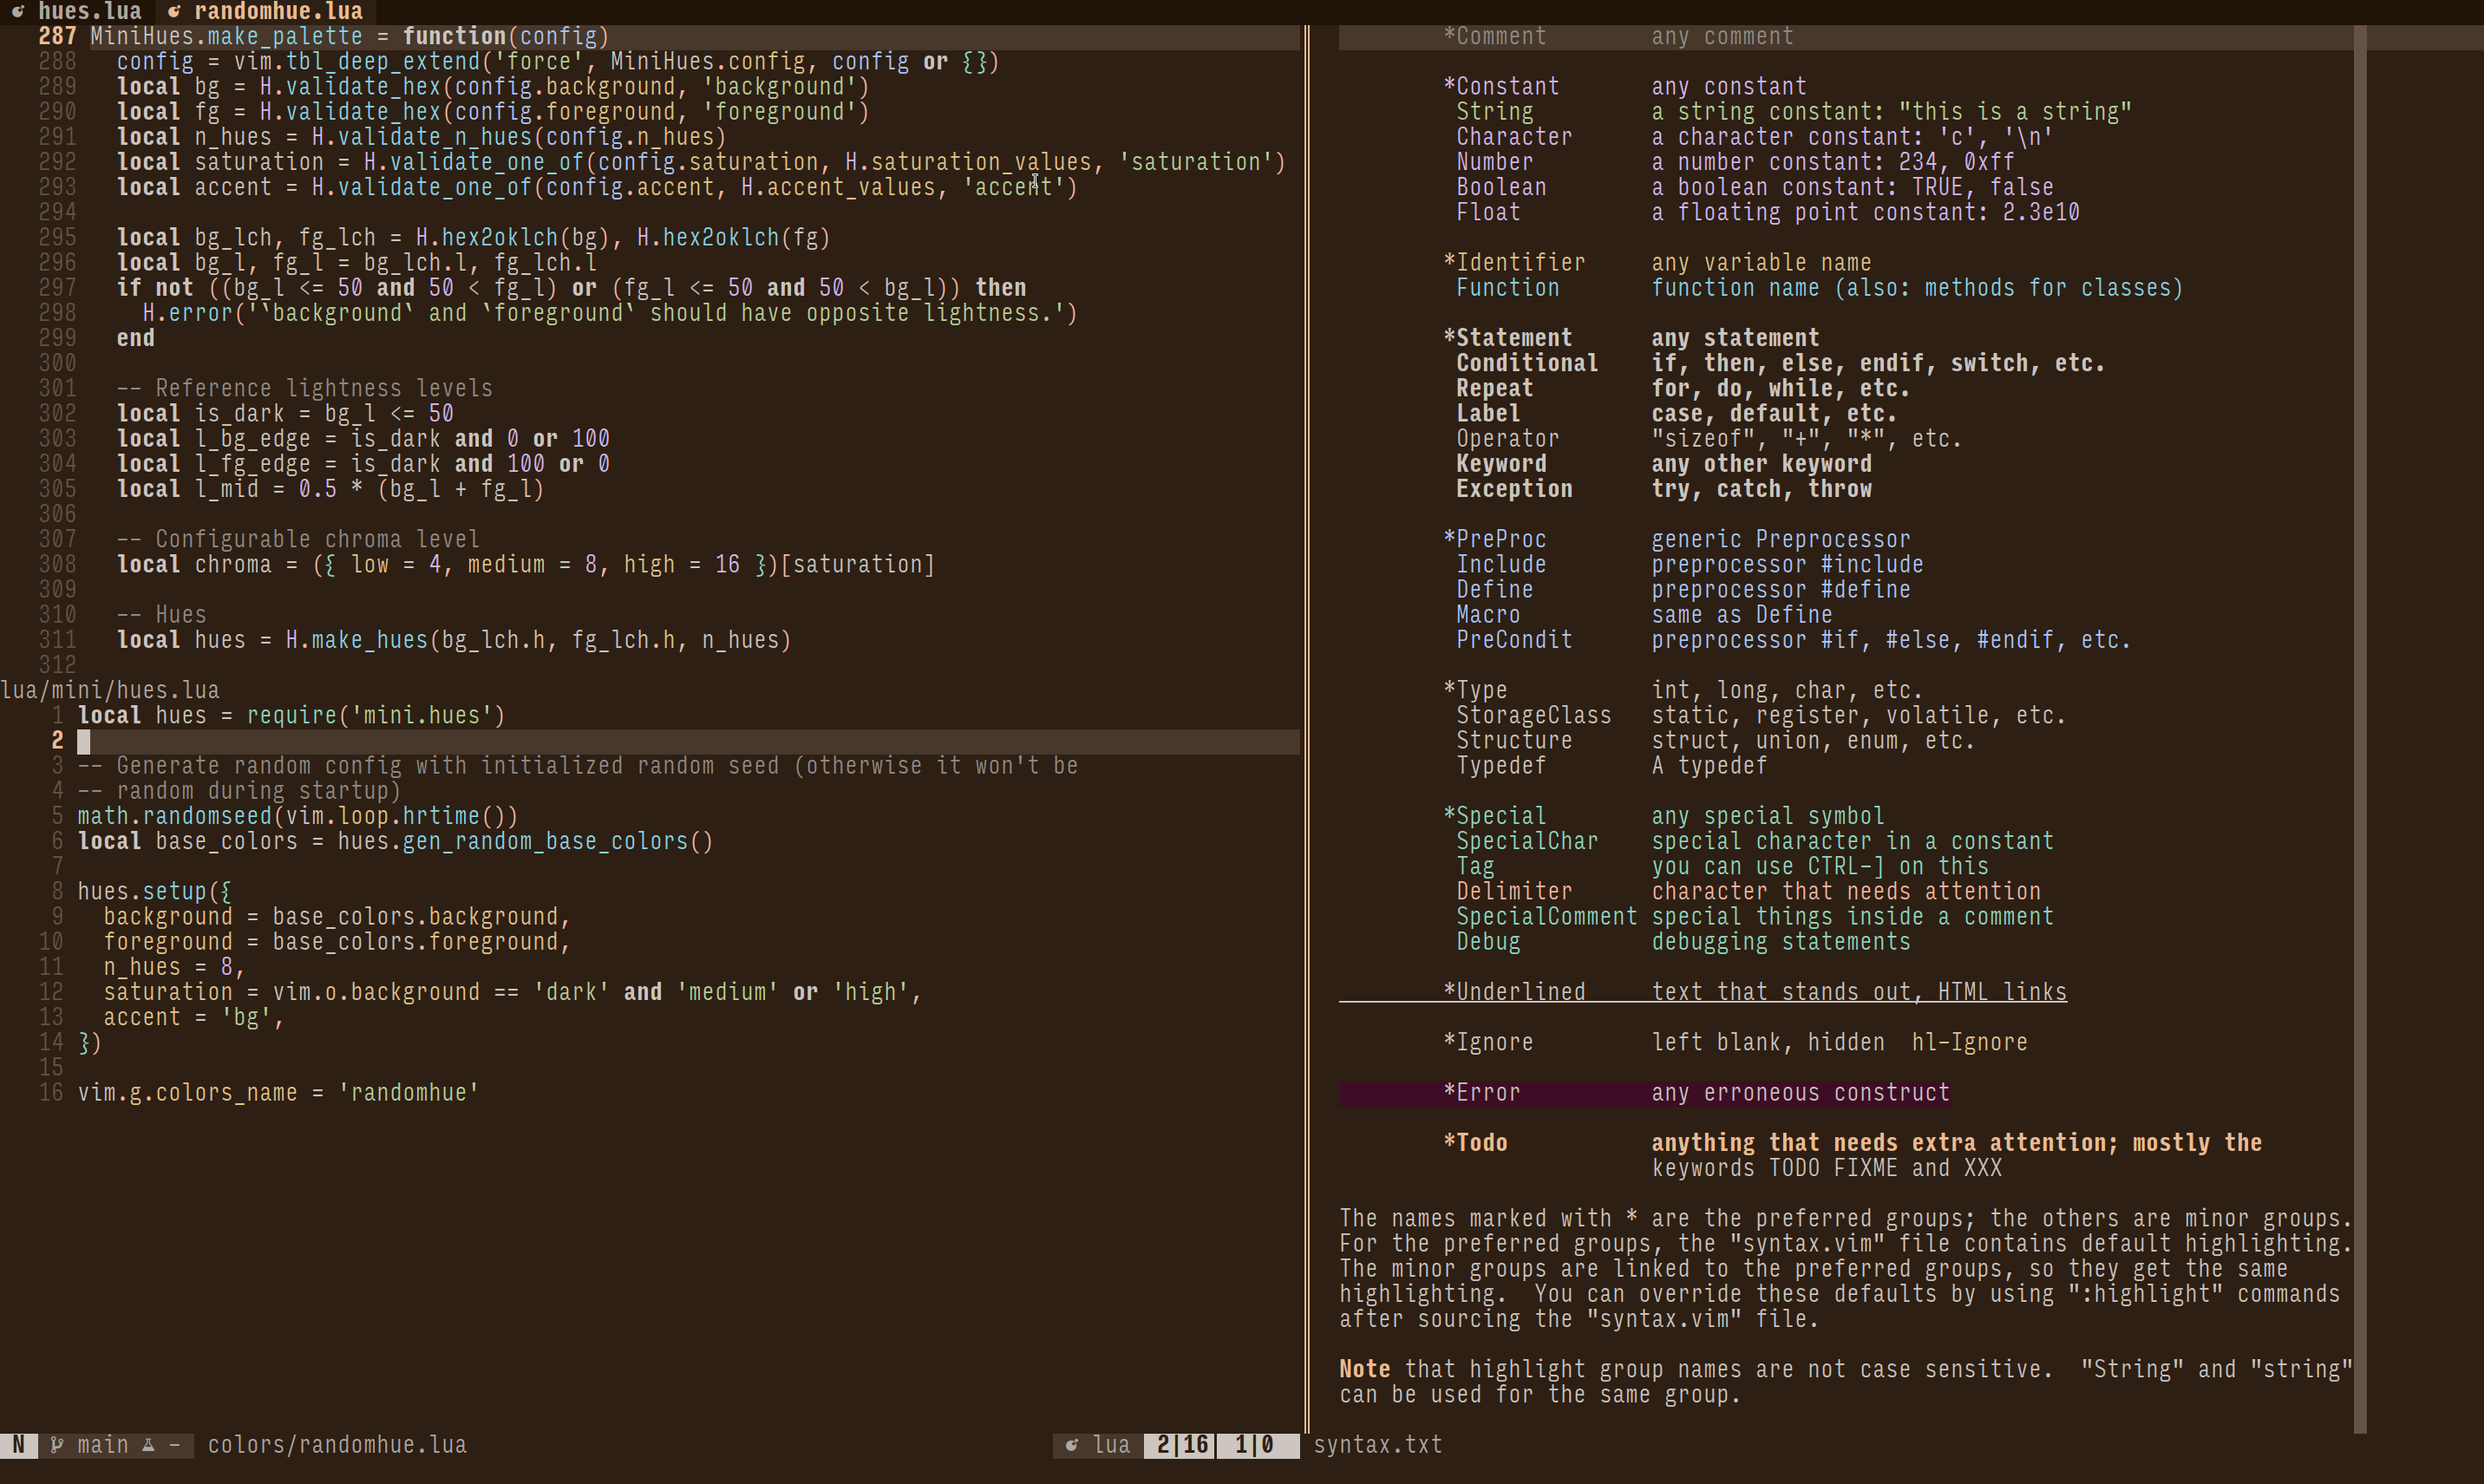 hues.lua randomhue.lua
287 MiniHues.make_palette = function(config)
288 config = vim.tbl_deep_extend('force', MiniHues.config, config or {})
289 local bg = H.validate_hex(config.background, 'background')
290 local fg = H.validate_hex(config.foreground, 'foreground')
291 local n_hues = H.validate_n_hues(config.n_hues)
292 local saturation = H.validate_one_of(config.saturation, H.saturation_values, 'saturation')
293 local accent = H.validate_one_of(config.accent, H.accent_values, 'accent')
294
295 local bg_lch, fg_lch = H.hex2oklch(bg), H.hex2oklch(fg)
296 local bg_l, fg_l = bg_lch.l, fg_lch.l
297 if not ((bg_l <= 50 and 50 < fg_l) or (fg_l <= 50 and 50 < bg_l)) then
298 H.error('`background` and `foreground` should have opposite lightness.')
299 end
300
301 -- Reference lightness levels
302 local is_dark = bg_l <= 50
303 local l_bg_edge = is_dark and 0 or 100
304 local l_fg_edge = is_dark and 100 or 0
305 local l_mid = 0.5 * (bg_l + fg_l)
306
307 -- Configurable chroma level
308 local chroma = ({ low = 4, medium = 8, high = 16 })[saturation]
309
310 -- Hues
311 local hues = H.make_hues(bg_lch.h, fg_lch.h, n_hues)
312
lua/mini/hues.lua
1 local hues = require('mini.hues')
2
3 -- Generate random config with initialized random seed (otherwise it won't be
4 -- random during startup)
5 math.randomseed(vim.loop.hrtime())
6 local base_colors = hues.gen_random_base_colors()
7
8 hues.setup({
9 background = base_colors.background,
10 foreground = base_colors.foreground,
11 n_hues = 8,
12 saturation = vim.o.background == 'dark' and 'medium' or 'high',
13 accent = 'bg',
14 })
15
16 vim.g.colors_name = 'randomhue'
N main - colors/randomhue.lua lua 2|16 1|0
*Comment any comment
*Constant any constant
String a string constant: "this is a string"
Character a character constant: 'c', '\n'
Number a number constant: 234, 0xff
Boolean a boolean constant: TRUE, false
Float a floating point constant: 2.3e10
*Identifier any variable name
Function function name (also: methods for classes)
*Statement any statement
Conditional if, then, else, endif, switch, etc.
Repeat for, do, while, etc.
Label case, default, etc.
Operator "sizeof", "+", "*", etc.
Keyword any other keyword
Exception try, catch, throw
*PreProc generic Preprocessor
Include preprocessor #include
Define preprocessor #define
Macro same as Define
PreCondit preprocessor #if, #else, #endif, etc.
*Type int, long, char, etc.
StorageClass static, register, volatile, etc.
Structure struct, union, enum, etc.
Typedef A typedef
*Special any special symbol
SpecialChar special character in a constant
Tag you can use CTRL-] on this
Delimiter character that needs attention
SpecialComment special things inside a comment
Debug debugging statements
*Underlined text that stands out, HTML links
*Ignore left blank, hidden hl-Ignore
*Error any erroneous construct
*Todo anything that needs extra attention; mostly the
keywords TODO FIXME and XXX
The names marked with * are the preferred groups; the others are minor groups.
For the preferred groups, the "syntax.vim" file contains default highlighting.
The minor groups are linked to the preferred groups, so they get the same
highlighting. You can override these defaults by using ":highlight" commands
after sourcing the "syntax.vim" file.
Note that highlight group names are not case sensitive. "String" and "string"
can be used for the same group.
syntax.txt